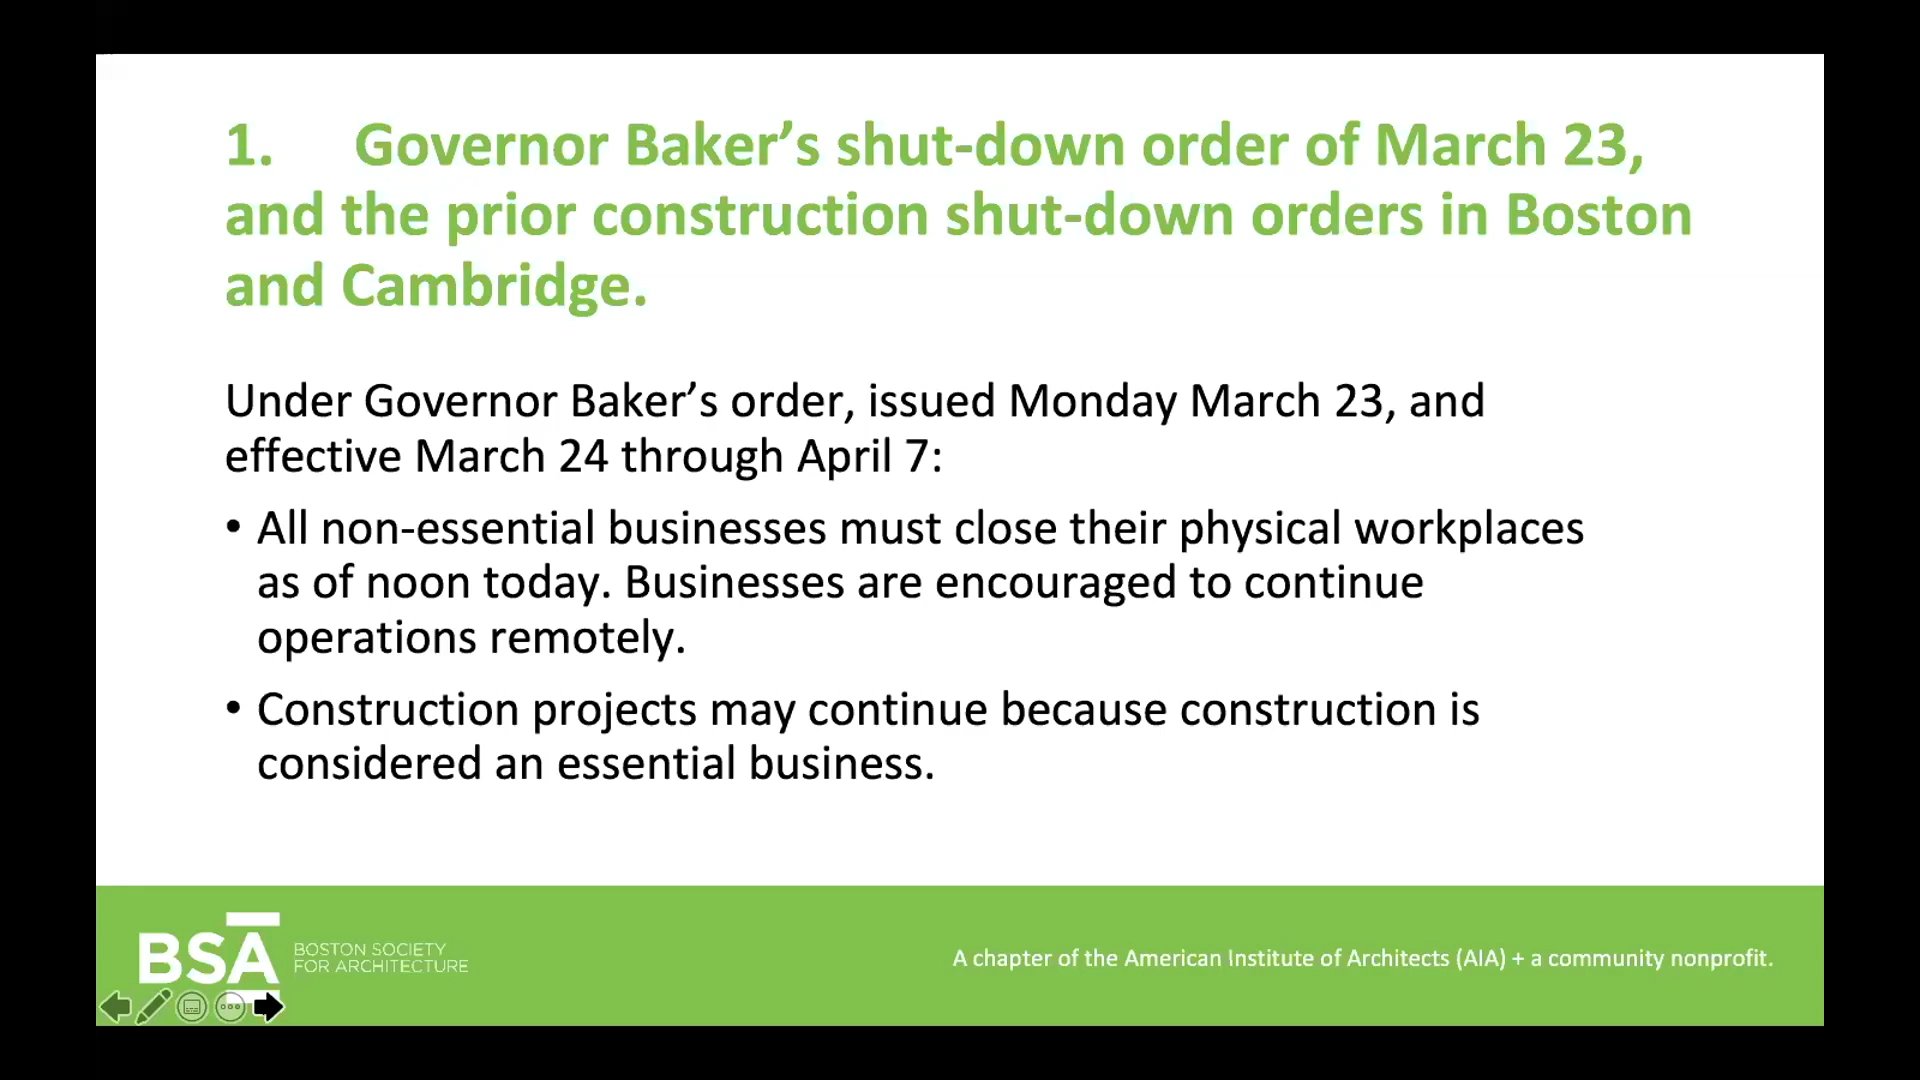 1. Governor Baker’s shut-down order of March 23,
and the prior construction shut-down orders in Boston
and Cambridge.
Under Governor Baker’s order, issued Monday March 23, and
effective March 24 through April 7:
• All non-essential businesses must close their physical workplaces
as of noon today. Businesses are encouraged to continue
operations remotely.
• Construction projects may continue because construction is
considered an essential business.
BSA
BOSTON SOCIETY
FOR ARCHITECTURE
A chapter of the American Institute of Architects (AIA) + a community nonprofit.